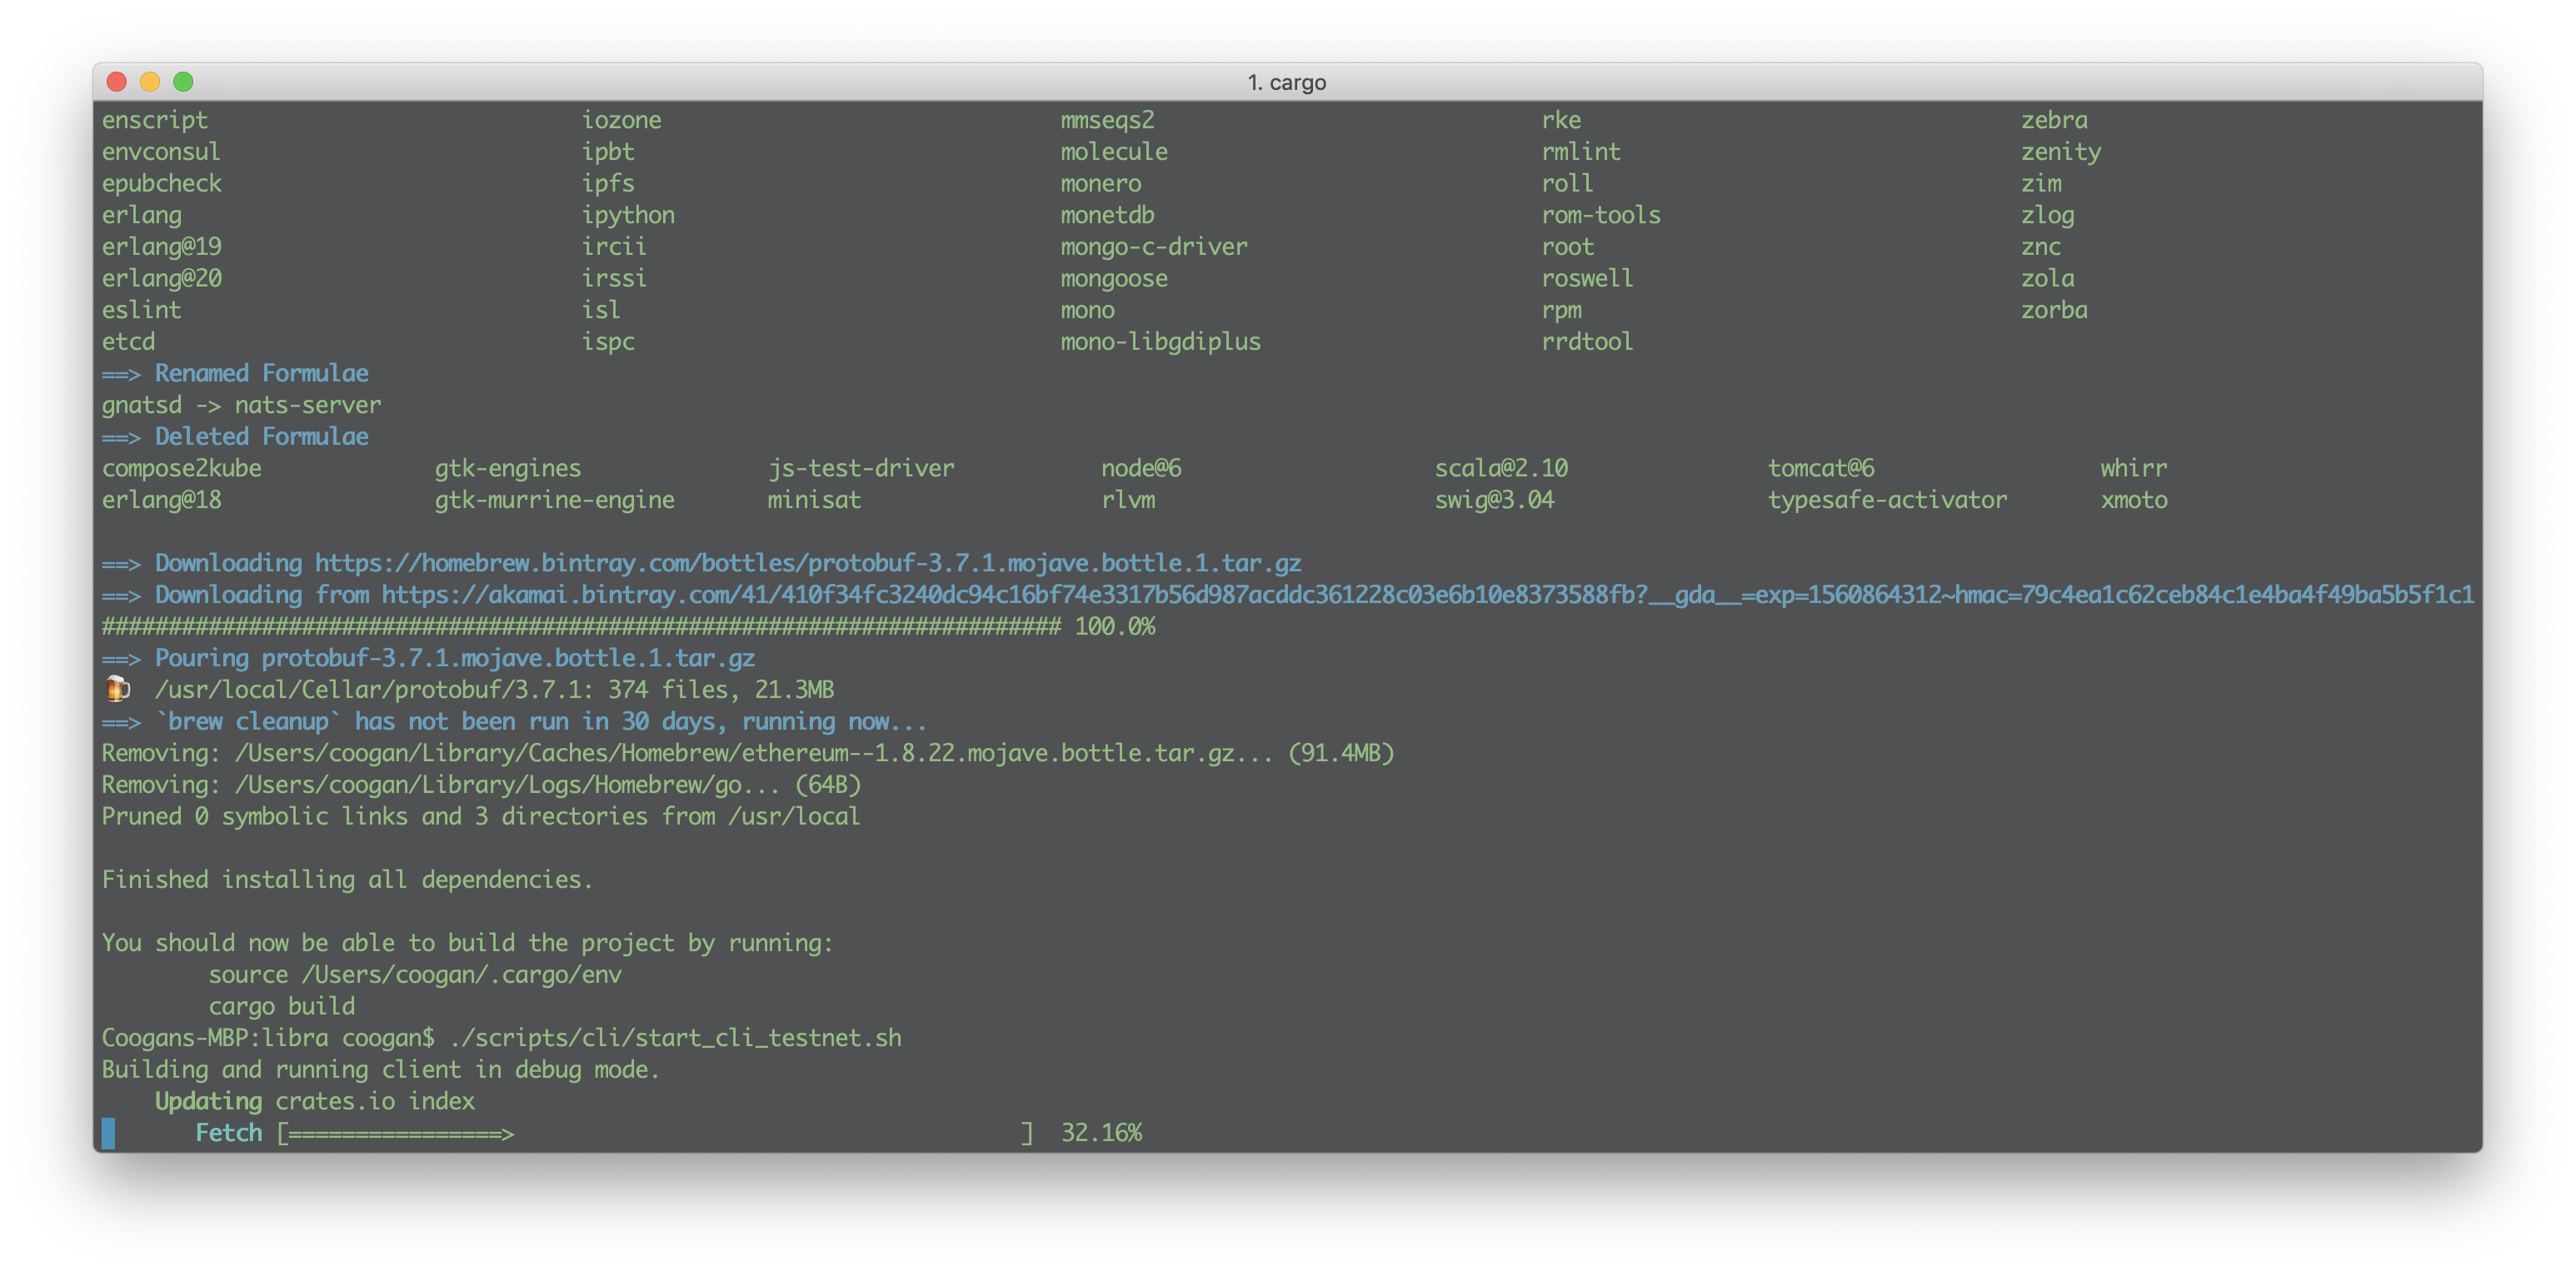 1. cargo
enscript iozone mmseqs2 rke zebra
envconsul ipbt molecule rmlint zenity
epubcheck ipfs monero roll zim
erlang ipython monetdb rom-tools zlog
erlang@19 ircii mongo-c-driver root znc
erlang@20 irssi mongoose roswell zola
eslint isl mono rpm zorba
etcd ispc mono-libgdiplus rrdtool
==> Renamed Formulae
gnatsd -> nats-server
==> Deleted Formulae
compose2kube gtk-engines js-test-driver node@6 scala@2.10 tomcat@6 whirr
erlang@18 gtk-murrine-engine minisat rlvm swig@3.04 typesafe-activator xmoto
==> Downloading https://homebrew.bintray.com/bottles/protobuf-3.7.1.mojave.bottle.1.tar.gz
==> Downloading from https://akamai.bintray.com/41/410f34fc3240dc94c16bf74e3317b56d987acddc361228c03e6b10e8373588fb?__gda__=exp=1560864312~hmac=79c4ea1c62ceb84c1e4ba4f49ba5b5f1c1
######################################################################## 100.0%
==> Pouring protobuf-3.7.1.mojave.bottle.1.tar.gz
🍺 /usr/local/Cellar/protobuf/3.7.1: 374 files, 21.3MB
==> `brew cleanup` has not been run in 30 days, running now...
Removing: /Users/coogan/Library/Caches/Homebrew/ethereum--1.8.22.mojave.bottle.tar.gz... (91.4MB)
Removing: /Users/coogan/Library/Logs/Homebrew/go... (64B)
Pruned 0 symbolic links and 3 directories from /usr/local
Finished installing all dependencies.
You should now be able to build the project by running:
source /Users/coogan/.cargo/env
cargo build
Coogans-MBP:libra coogan$ ./scripts/cli/start_cli_testnet.sh
Building and running client in debug mode.
Updating crates.io index
Fetch [================> ] 32.16%